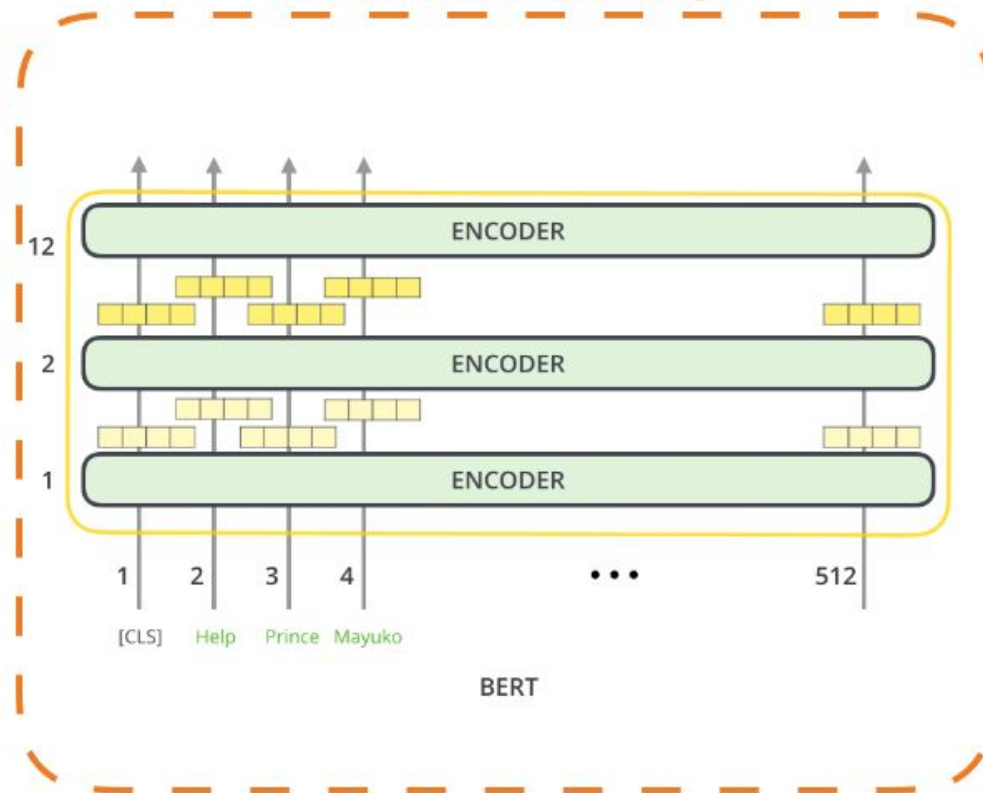 12 ENCODER
2 ENCODER
1 ENCODER
1 2 3 4 ••• 512
[CLS] Help Prince Mayuko
BERT